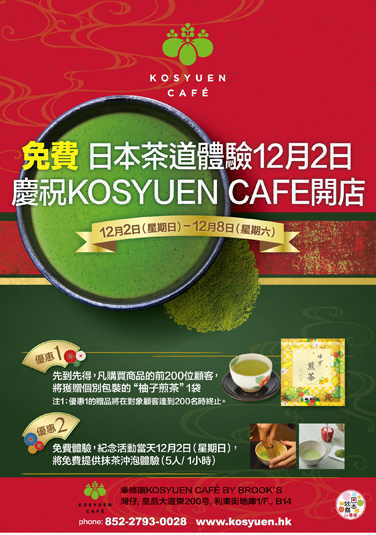 KOSYUEN
CAFÉ
免費 日本茶道體驗12月2日
慶祝KOSYUEN CAFE開店
12月2日(星期日)－12月8日(星期六)
優惠1
先到先得，凡購買商品的前200位顧客，
將獲贈個別包裝的 “柚子煎茶” 1袋
注1：優惠1的贈品將在對象顧客達到200名時終止。
ゆず
煎茶
優惠2
免費體驗，紀念活動當天12月2日(星期日)，
將免費提供抹茶沖泡體驗(5人/1小時)
KOSYUEN
CAFÉ
幸修園KOSYUEN CAFÉ BY BROOK'S
灣仔, 皇后大道東200號, 利東街地庫1/F., B14
phone: 852-2793-0028 www.kosyuen.hk